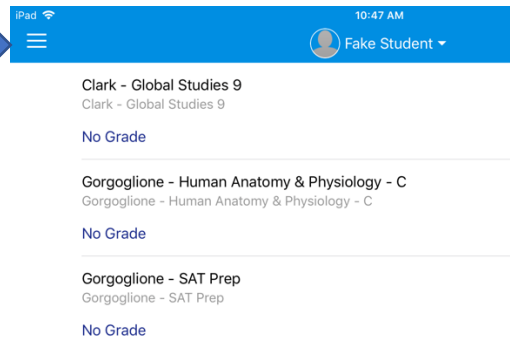 iPad 10:47 AM
Fake Student
Clark - Global Studies 9
Clark - Global Studies 9
No Grade
Gorgoglione - Human Anatomy & Physiology - C
Gorgoglione - Human Anatomy & Physiology - C
No Grade
Gorgoglione - SAT Prep
Gorgoglione - SAT Prep
No Grade